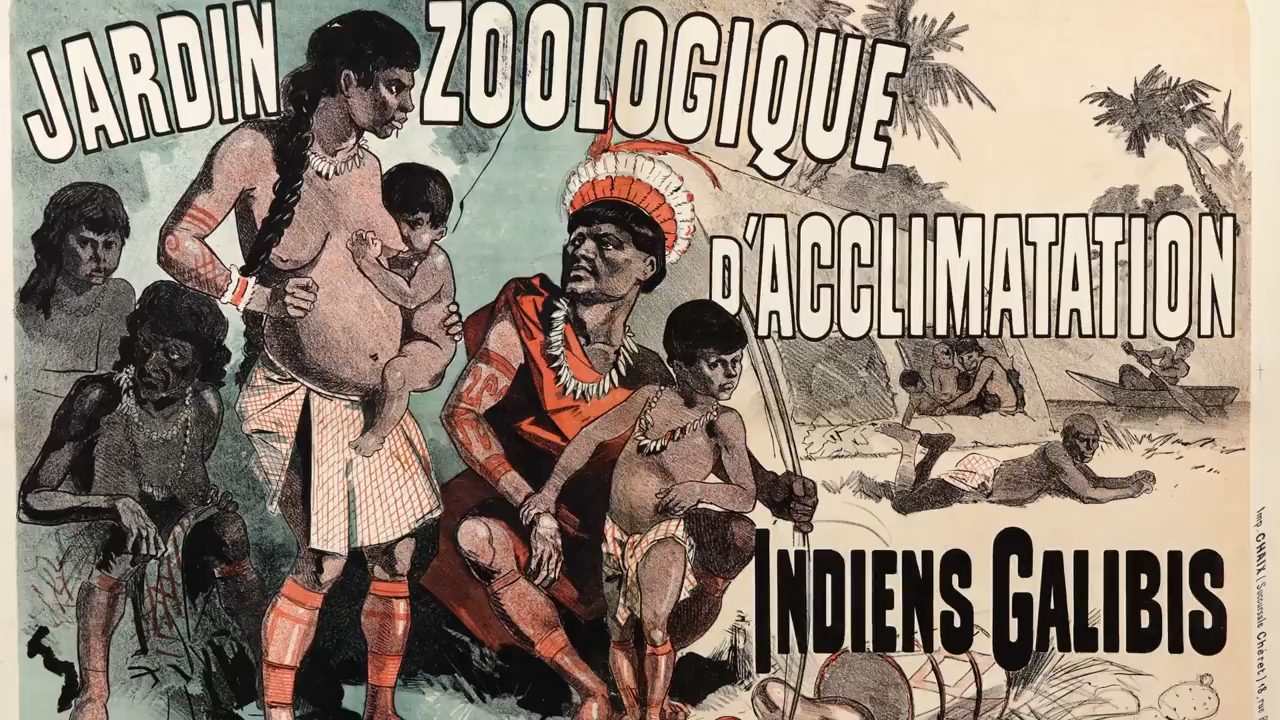 JARDIN ZOOLOGIQUE
D'ACCLIMATATION
INDIENS GALIBIS
Imp. CHAIX (Succursale Chéret) 18, rue